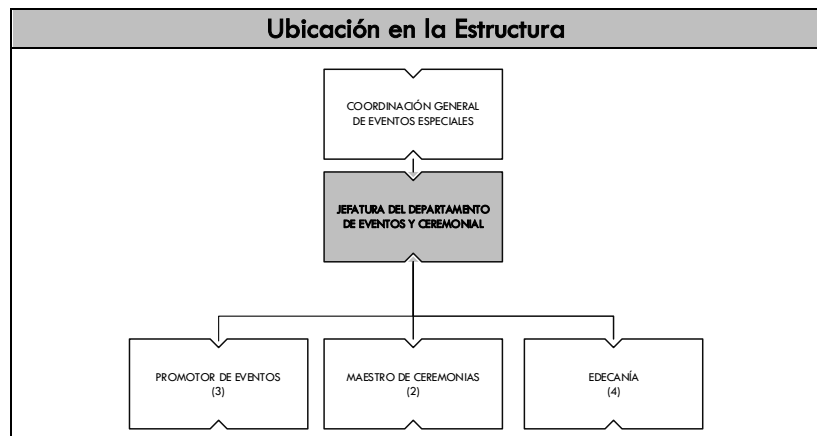 Ubicación en la Estructura
COORDINACIÓN GENERAL
DE EVENTOS ESPECIALES
JEFATURA DEL DEPARTAMENTO
DE EVENTOS Y CEREMONIAL
PROMOTOR DE EVENTOS
(3)
MAESTRO DE CEREMONIAS
(2)
EDECANÍA
(4)